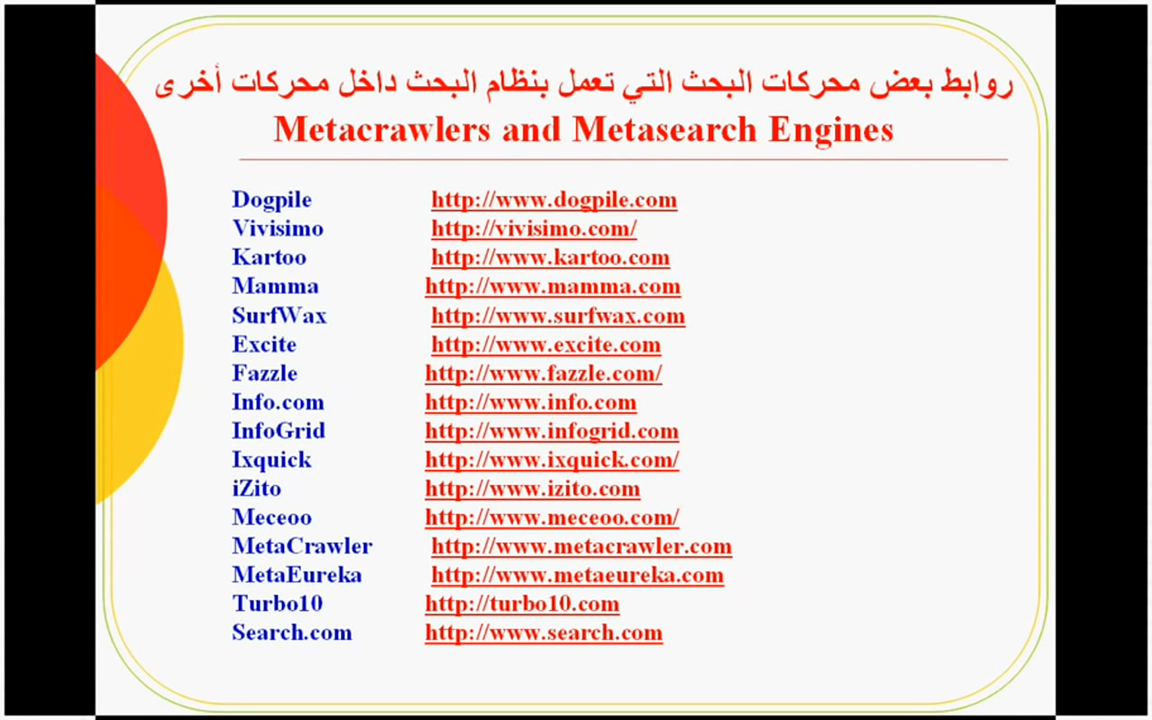 روابط بعض محركات البحث التي تعمل بنظام البحث داخل محركات أخرى
Metacrawlers and Metasearch Engines
Dogpile http://www.dogpile.com
Vivisimo http://vivisimo.com/
Kartoo http://www.kartoo.com
Mamma http://www.mamma.com
SurfWax http://www.surfwax.com
Excite http://www.excite.com
Fazzle http://www.fazzle.com/
Info.com http://www.info.com
InfoGrid http://www.infogrid.com
Ixquick http://www.ixquick.com/
iZito http://www.izito.com
Meceoo http://www.meceoo.com/
MetaCrawler http://www.metacrawler.com
MetaEureka http://www.metaeureka.com
Turbo10 http://turbo10.com
Search.com http://www.search.com